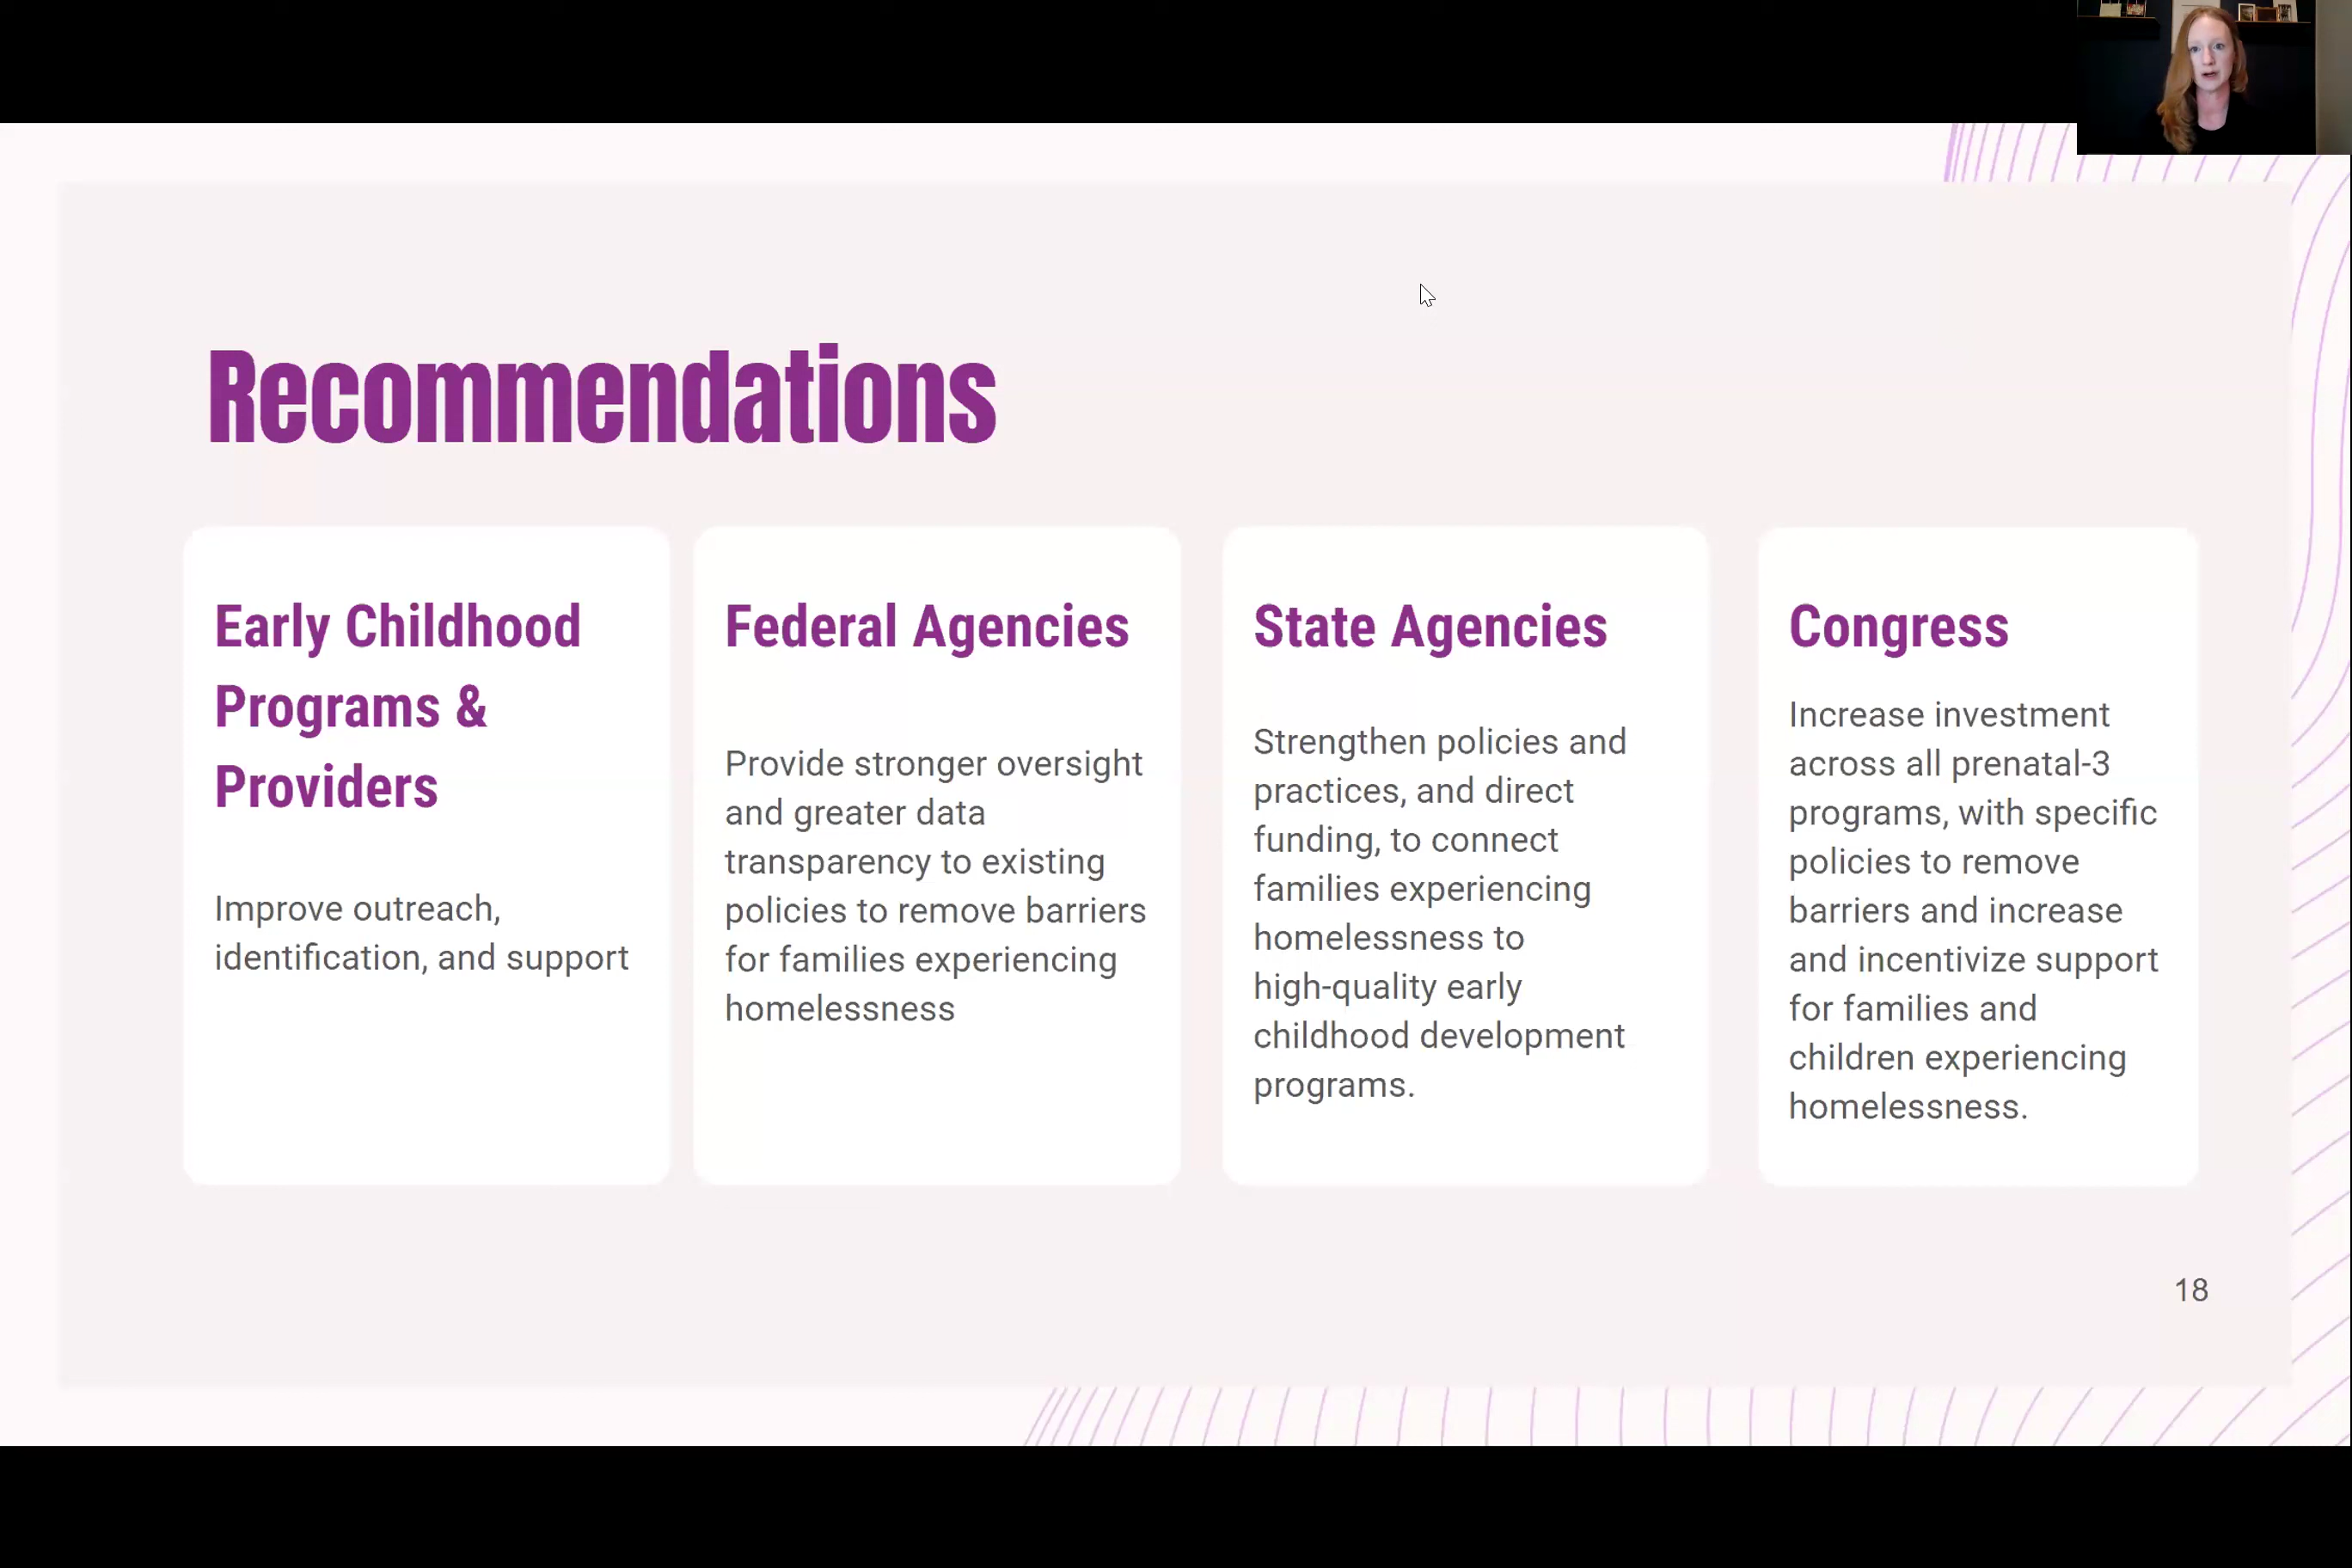 Recommendations
Early Childhood
Programs &
Providers
Improve outreach,
identification, and support
Federal Agencies
Provide stronger oversight
and greater data
transparency to existing
policies to remove barriers
for families experiencing
homelessness
State Agencies
Strengthen policies and
practices, and direct
funding, to connect
families experiencing
homelessness to
high-quality early
childhood development
programs.
Congress
Increase investment
across all prenatal-3
programs, with specific
policies to remove
barriers and increase
and incentivize support
for families and
children experiencing
homelessness.
18